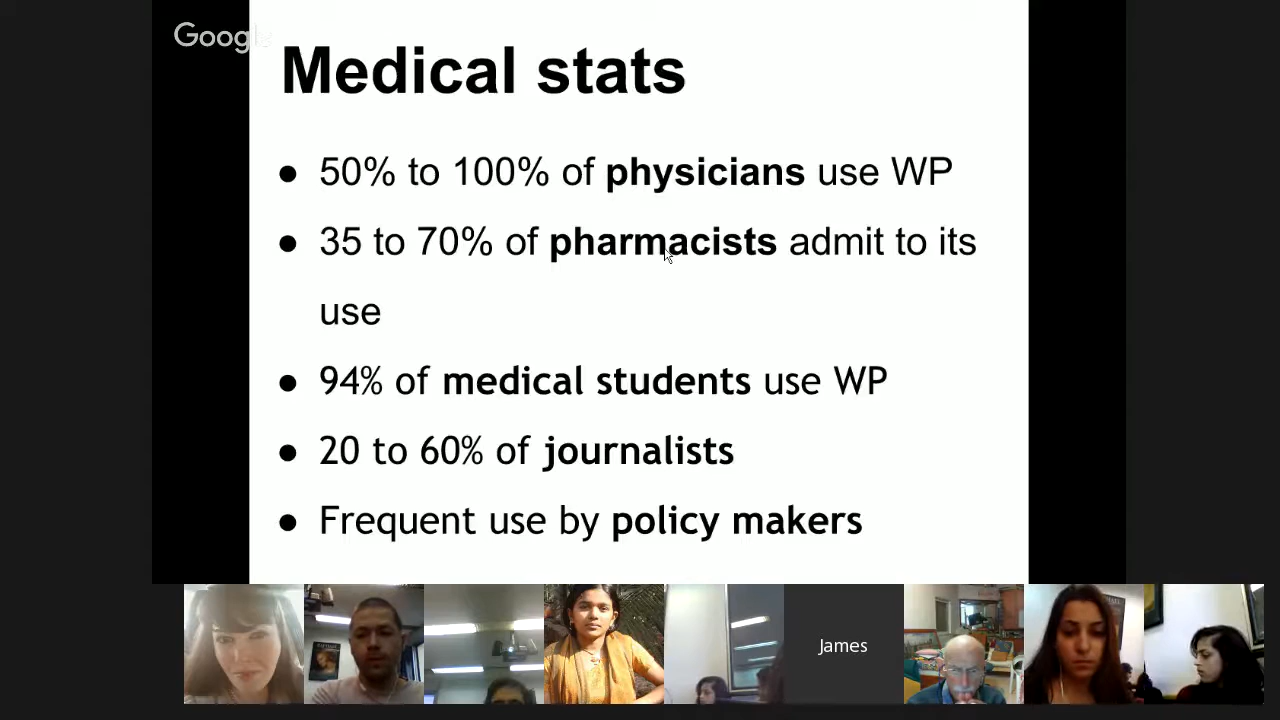 Google
Medical stats
● 50% to 100% of physicians use WP
● 35 to 70% of pharmacists admit to its
use
● 94% of medical students use WP
● 20 to 60% of journalists
● Frequent use by policy makers
James